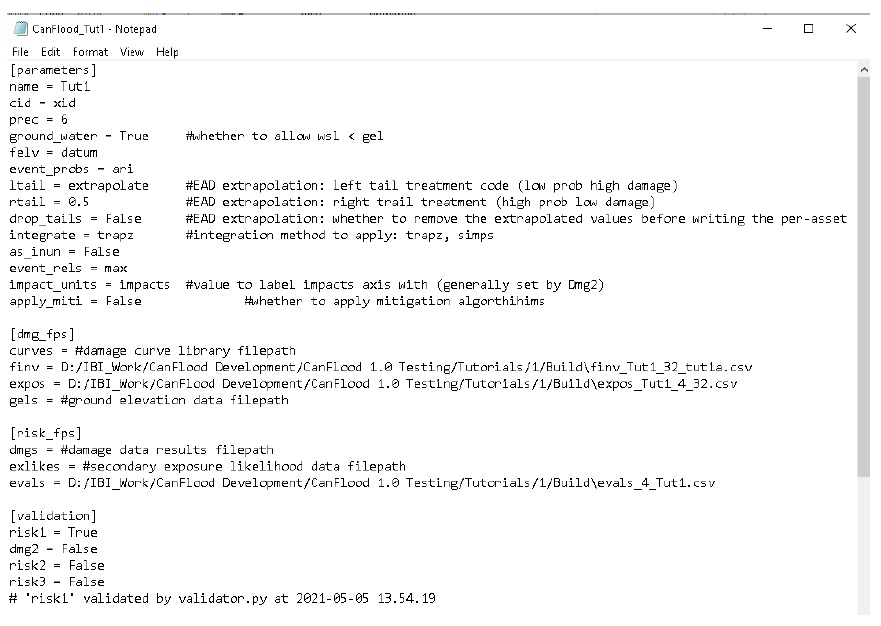 CanFlood_Tut1 - Notepad
File Edit Format View Help
[parameters]
name = Tut1
cid = xid
prec = 6
ground_water = True #whether to allow wsl < gel
felv = datum
event_probs = ari
ltail = extrapolate #EAD extrapolation: left tail treatment code (low prob high damage)
rtail = 0.5 #EAD extrapolation: right trail treatment (high prob low damage)
drop_tails = False #EAD extrapolation: whether to remove the extrapolated values before writing the per-asset
integrate = trapz #integration method to apply: trapz, simps
as_inun = False
event_rels = max
impact_units = impacts #value to label impacts axis with (generally set by Dmg2)
apply_miti = False #whether to apply mitigation algorthihims
[dmg_fps]
curves = #damage curve library filepath
finv = D:/IBI_Work/CanFlood Development/CanFlood 1.0 Testing/Tutorials/1/Build\finv_Tut1_32_tut1a.csv
expos = D:/IBI_Work/CanFlood Development/CanFlood 1.0 Testing/Tutorials/1/Build\expos_Tut1_4_32.csv
gels = #ground elevation data filepath
[risk_fps]
dmgs = #damage data results filepath
exlikes = #secondary exposure likelihood data filepath
evals = D:/IBI_Work/CanFlood Development/CanFlood 1.0 Testing/Tutorials/1/Build\evals_4_Tut1.csv
[validation]
risk1 = True
dmg2 = False
risk2 = False
risk3 = False
# 'risk1' validated by validator.py at 2021-05-05 13.54.19